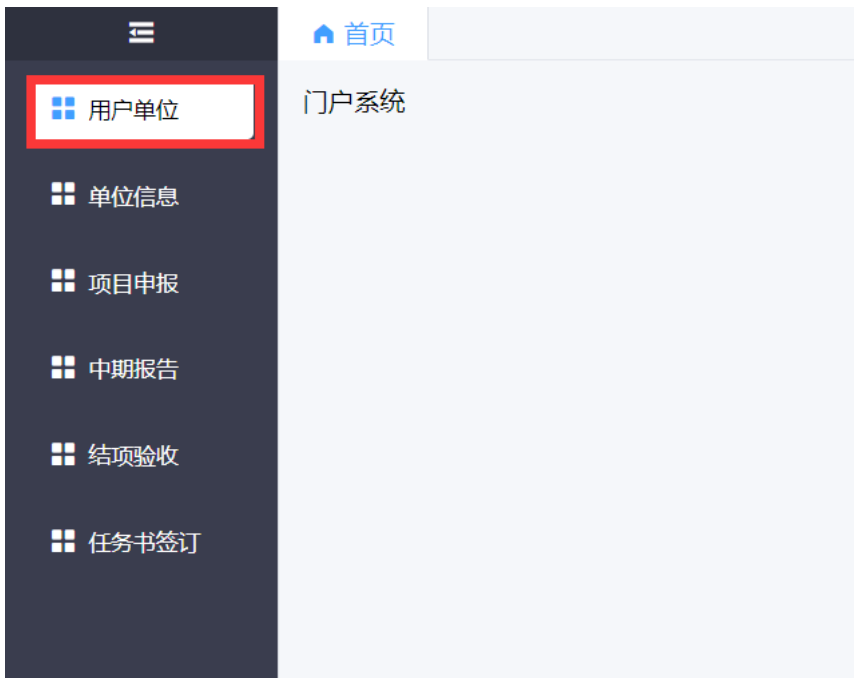 首页
用户单位
门户系统
单位信息
项目申报
中期报告
结项验收
任务书签订